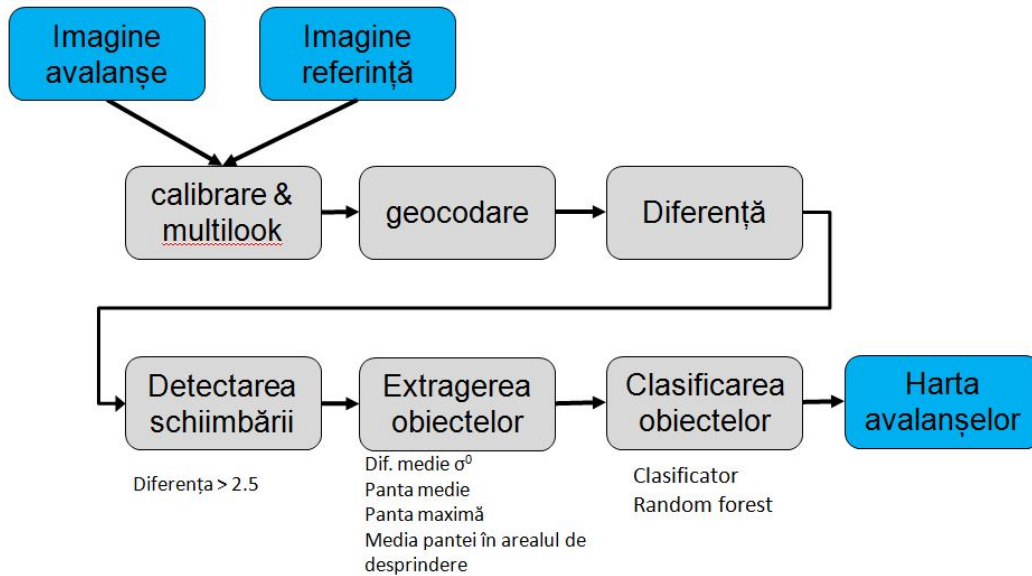 Imagine
avalanșe
Imagine
referință
calibrare &
multilook
geocodare
Diferență
Detectarea
schiimbării
Extragerea
obiectelor
Clasificarea
obiectelor
Harta
avalanșelor
Diferența > 2.5
Dif. medie σ⁰
Panta medie
Panta maximă
Media pantei în arealul de
desprindere
Clasificator
Random forest